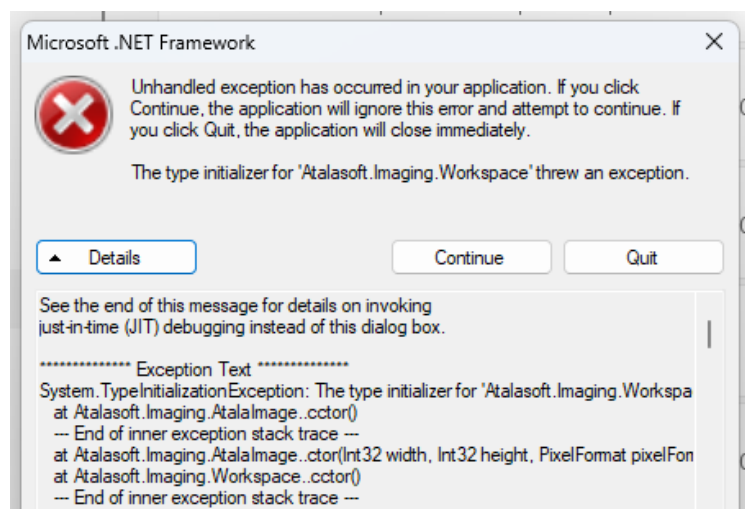 Microsoft .NET Framework
Unhandled exception has occurred in your application. If you click
Continue, the application will ignore this error and attempt to continue. If
you click Quit, the application will close immediately.
The type initializer for 'Atalasoft.Imaging.Workspace' threw an exception.
Details
Continue
Quit
See the end of this message for details on invoking
just-in-time (JIT) debugging instead of this dialog box.
************** Exception Text **************
System.TypeInitializationException: The type initializer for 'Atalasoft.Imaging.Workspa
at Atalasoft.Imaging.AtalaImage..cctor()
--- End of inner exception stack trace ---
at Atalasoft.Imaging.AtalaImage..ctor(Int32 width, Int32 height, PixelFormat pixelForm
at Atalasoft.Imaging.Workspace..cctor()
--- End of inner exception stack trace ---